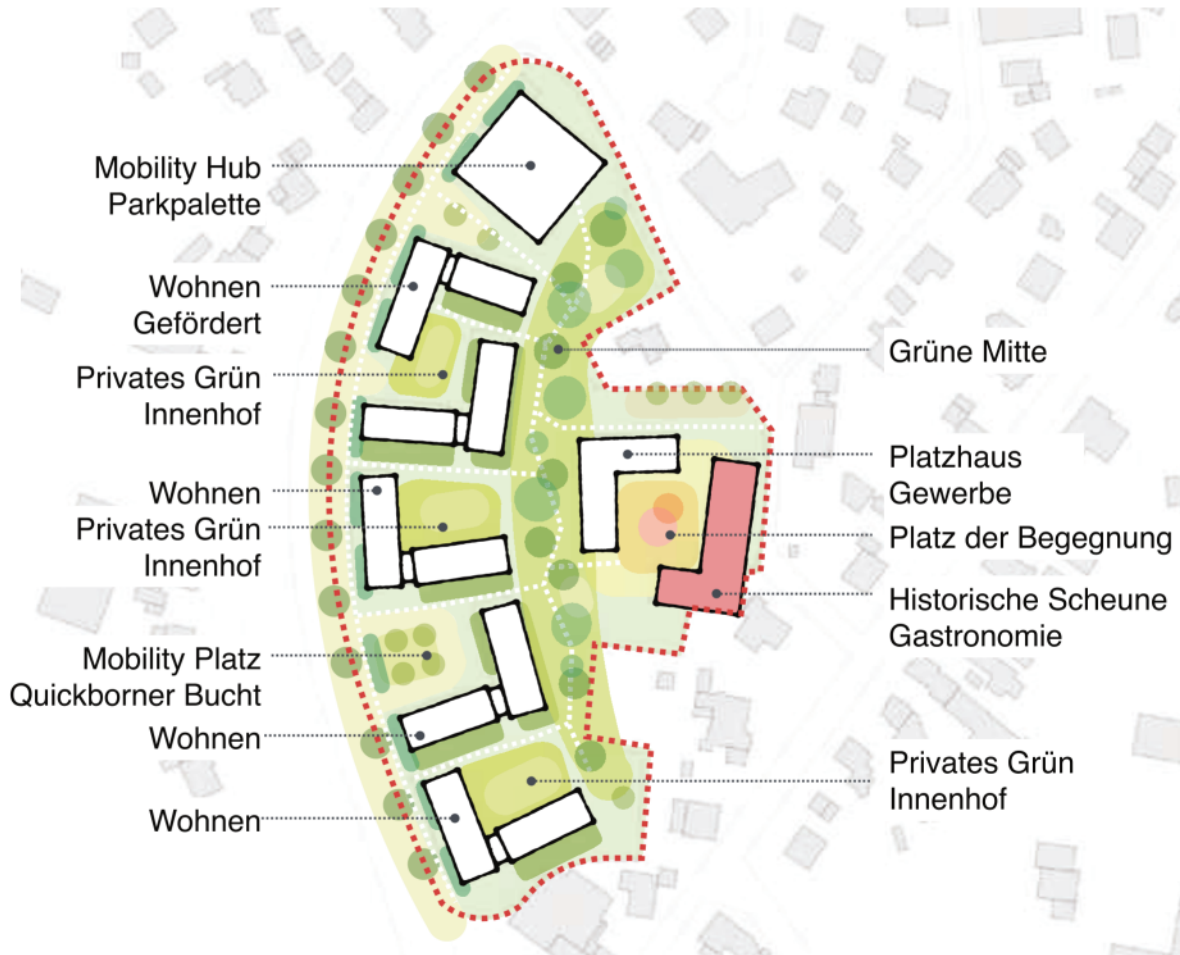 Mobility Hub
Parkpalette
Wohnen
Gefördert
Privates Grün
Innenhof
Wohnen
Privates Grün
Innenhof
Mobility Platz
Quickborner Bucht
Wohnen
Wohnen
Grüne Mitte
Platzhaus
Gewerbe
Platz der Begegnung
Historische Scheune
Gastronomie
Privates Grün
Innenhof